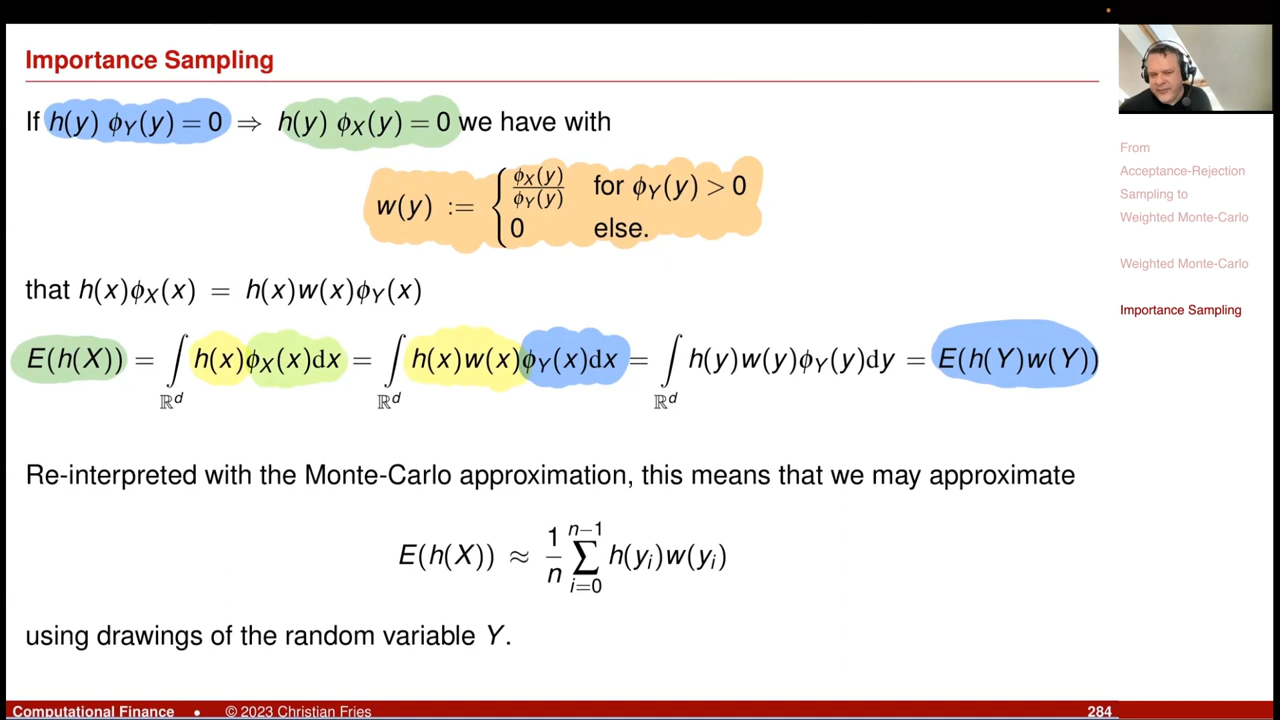 Importance Sampling
If h(y) ϕ_Y(y) = 0 ⇒ h(y) ϕ_X(y) = 0 we have with
w(y) := { ϕ_X(y)/ϕ_Y(y) for ϕ_Y(y) > 0
0 else.
that h(x)ϕ_X(x) = h(x)w(x)ϕ_Y(x)
E(h(X)) = ∫_{ℝ^d} h(x)ϕ_X(x)dx = ∫_{ℝ^d} h(x)w(x)ϕ_Y(x)dx = ∫_{ℝ^d} h(y)w(y)ϕ_Y(y)dy = E(h(Y)w(Y))
Re-interpreted with the Monte-Carlo approximation, this means that we may approximate
E(h(X)) ≈ 1/n ∑_{i=0}^{n−1} h(y_i)w(y_i)
using drawings of the random variable Y.
From
Acceptance-Rejection
Sampling to
Weighted Monte-Carlo
Weighted Monte-Carlo
Importance Sampling
Computational Finance • © 2023 Christian Fries 284